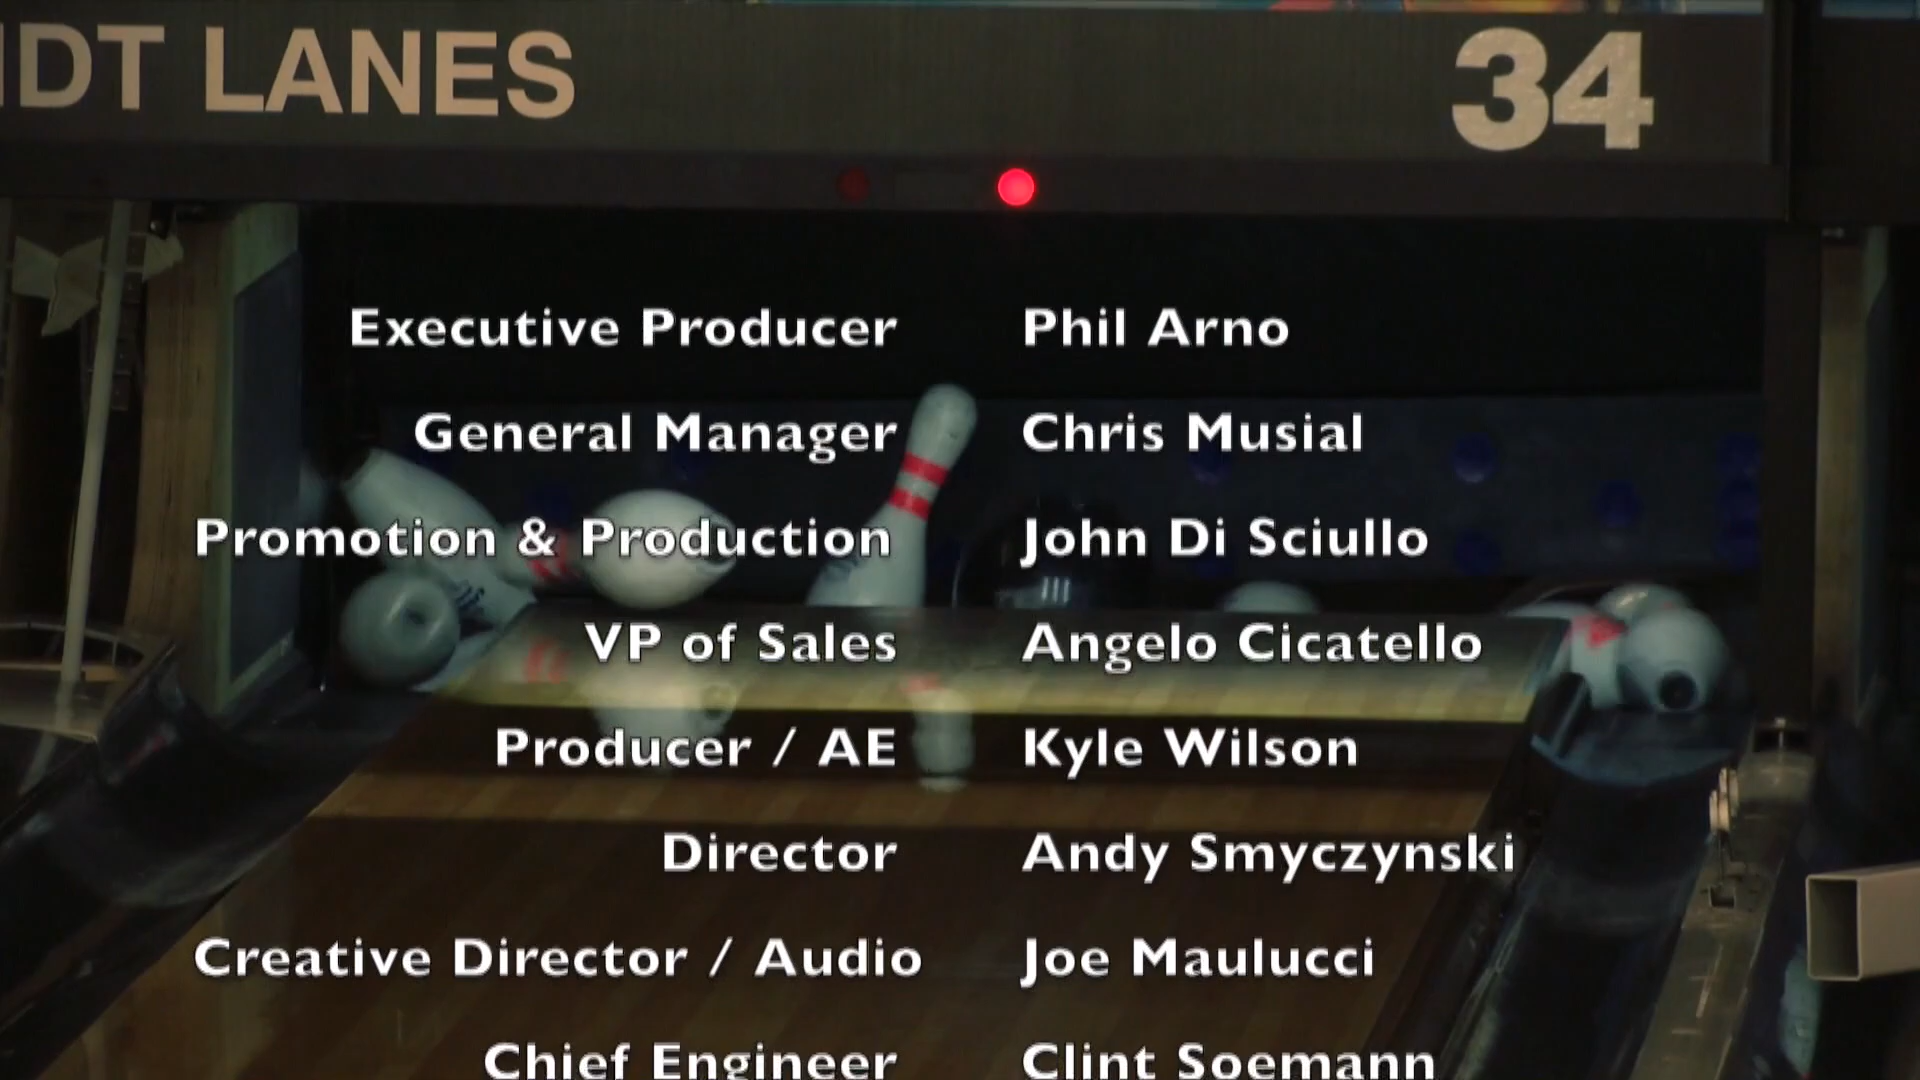 DT LANES
34
Executive Producer Phil Arno
General Manager Chris Musial
Promotion & Production John Di Sciullo
VP of Sales Angelo Cicatello
Producer / AE Kyle Wilson
Director Andy Smyczynski
Creative Director / Audio Joe Maulucci
Chief Engineer Clint Soemann